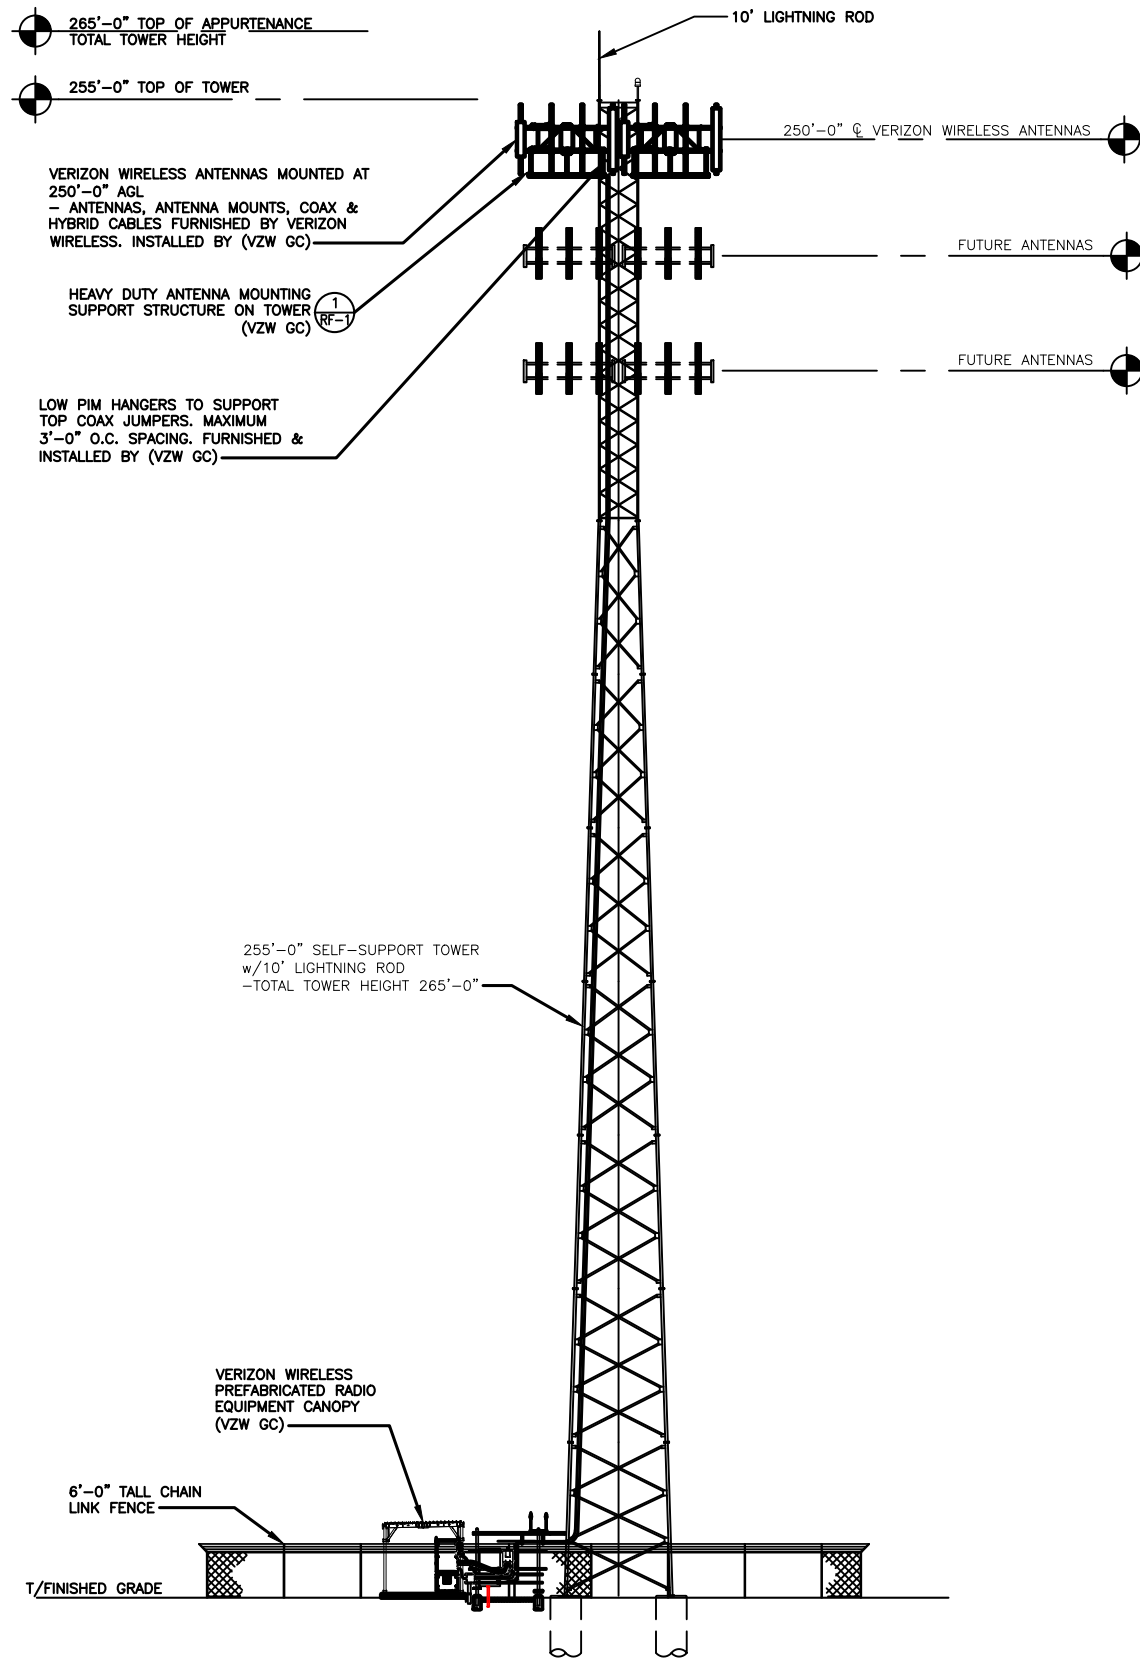 265'-0" TOP OF APPURTENANCE
TOTAL TOWER HEIGHT
10' LIGHTNING ROD
255'-0" TOP OF TOWER
250'-0" ℄ VERIZON WIRELESS ANTENNAS
VERIZON WIRELESS ANTENNAS MOUNTED AT
250'-0" AGL
- ANTENNAS, ANTENNA MOUNTS, COAX &
HYBRID CABLES FURNISHED BY VERIZON
WIRELESS. INSTALLED BY (VZW GC)
FUTURE ANTENNAS
HEAVY DUTY ANTENNA MOUNTING
SUPPORT STRUCTURE ON TOWER
(VZW GC)
1
RF-1
FUTURE ANTENNAS
LOW PIM HANGERS TO SUPPORT
TOP COAX JUMPERS. MAXIMUM
3'-0" O.C. SPACING. FURNISHED &
INSTALLED BY (VZW GC)
255'-0" SELF-SUPPORT TOWER
w/10' LIGHTNING ROD
-TOTAL TOWER HEIGHT 265'-0"
VERIZON WIRELESS
PREFABRICATED RADIO
EQUIPMENT CANOPY
(VZW GC)
6'-0" TALL CHAIN
LINK FENCE
T/FINISHED GRADE